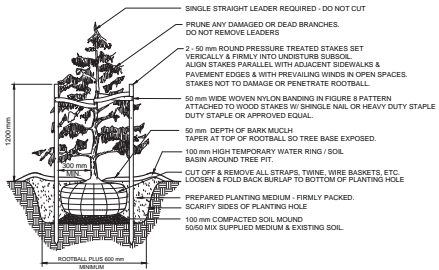 SINGLE STRAIGHT LEADER REQUIRED - DO NOT CUT
PRUNE ANY DAMAGED OR DEAD BRANCHES.
DO NOT REMOVE LEADERS
2 - 50 mm ROUND PRESSURE TREATED STAKES SET
VERICALLY & FIRMLY INTO UNDISTURB SUBSOIL.
ALIGN STAKES PARALLEL WITH ADJACENT SIDEWALKS &
PAVEMENT EDGES & WITH PREVAILING WINDS IN OPEN SPACES.
STAKES NOT TO DAMAGE OR PENETRATE ROOTBALL.
50 mm WIDE WOVEN NYLON BANDING IN FIGURE 8 PATTERN
ATTACHED TO WOOD STAKES W/ SHINGLE NAIL OR HEAVY DUTY STAPLE
DUTY STAPLE OR APPROVED EQUAL.
50 mm DEPTH OF BARK MUCLH
TAPER AT TOP OF ROOTBALL SO TREE BASE EXPOSED.
100 mm HIGH TEMPORARY WATER RING / SOIL
BASIN AROUND TREE PIT.
CUT OFF & REMOVE ALL STRAPS, TWINE, WIRE BASKETS, ETC.
LOOSEN & FOLD BACK BURLAP TO BOTTOM OF PLANTING HOLE
PREPARED PLANTING MEDIUM - FIRMLY PACKED.
SCARIFY SIDES OF PLANTING HOLE
100 mm COMPACTED SOIL MOUND
50/50 MIX SUPPLIED MEDIUM & EXISTING SOIL.
1200mm
300 mm
MIN.
ROOTBALL PLUS 600 mm
MINIMUM